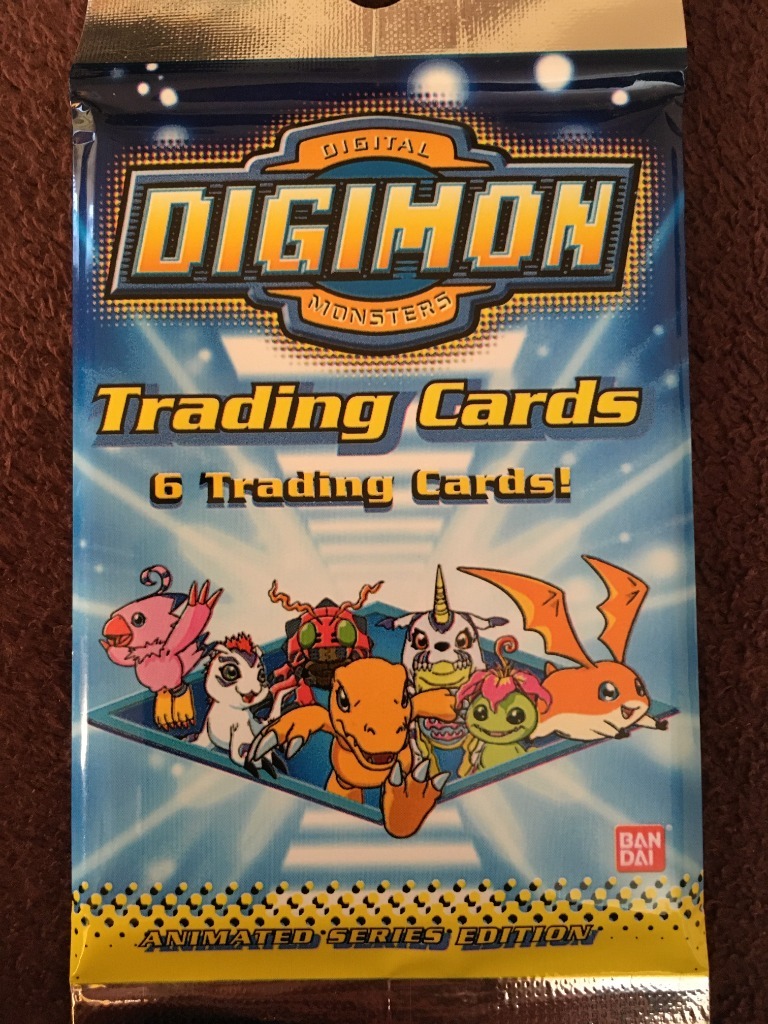 DIGITAL
DIGIMON
MONSTERS
Trading Cards
6 Trading Cards!
BAN
DAI
ANIMATED SERIES EDITION